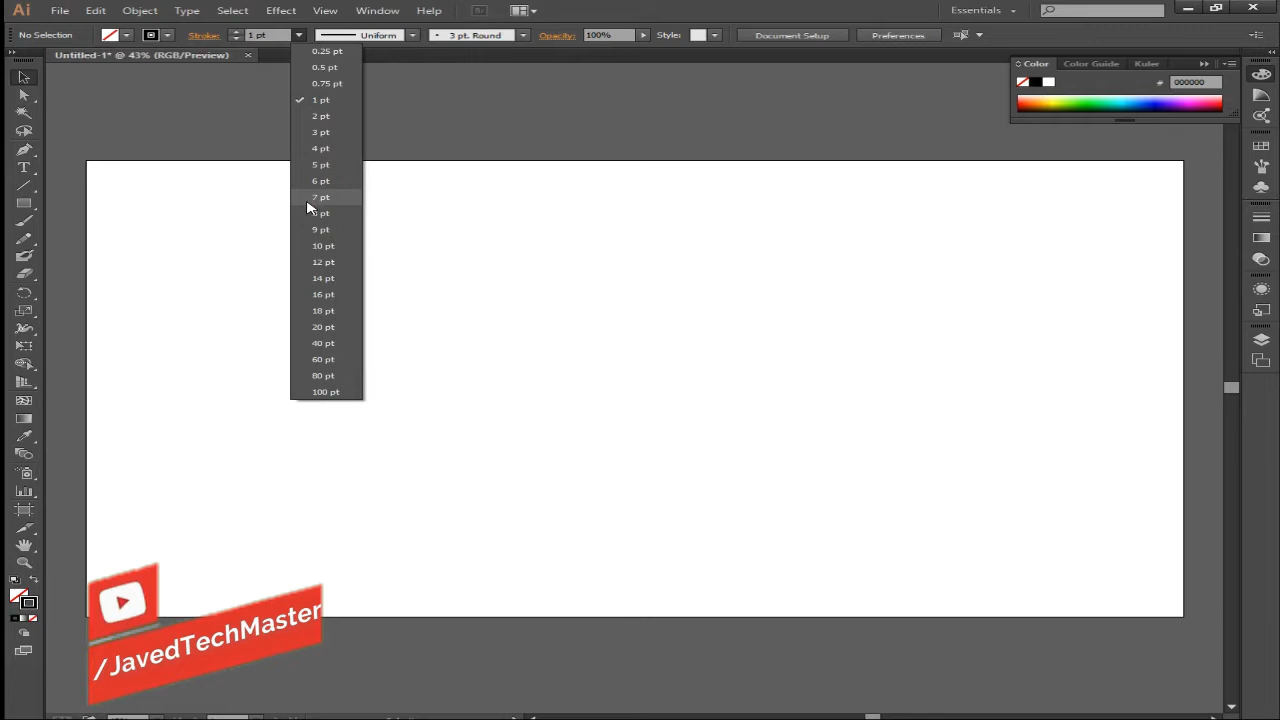 Ai File Edit Object Type Select Effect View Window Help Br Essentials
No Selection Stroke: 1 pt Uniform 3 pt. Round Opacity: 100% Style: Document Setup Preferences
Untitled-1* @ 43% (RGB/Preview)
Color Color Guide Kuler
# 000000
0.25 pt
0.5 pt
0.75 pt
1 pt
2 pt
3 pt
4 pt
5 pt
6 pt
7 pt
8 pt
9 pt
10 pt
12 pt
14 pt
16 pt
18 pt
20 pt
40 pt
60 pt
80 pt
100 pt
/JavedTechMaster